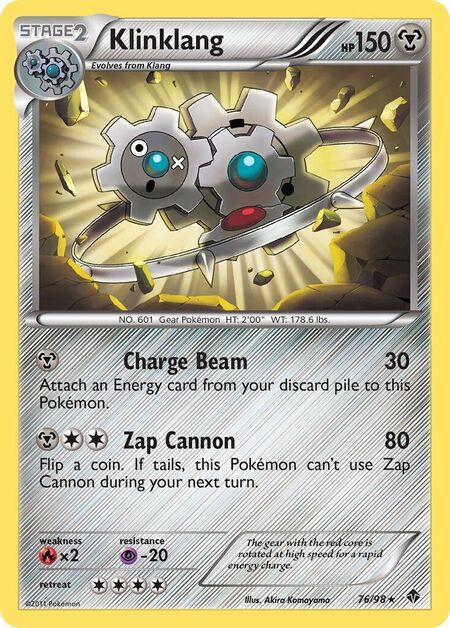 STAGE2
Klinklang
HP150
Evolves from Klang
NO. 601 Gear Pokémon HT: 2'00" WT: 178.6 lbs.
Charge Beam 30
Attach an Energy card from your discard pile to this
Pokémon.
Zap Cannon 80
Flip a coin. If tails, this Pokémon can't use Zap
Cannon during your next turn.
weakness resistance
×2 -20
The gear with the red core is
rotated at high speed for a rapid
energy charge.
retreat
©2011 Pokémon
Illus. Akira Komayama
76/98★